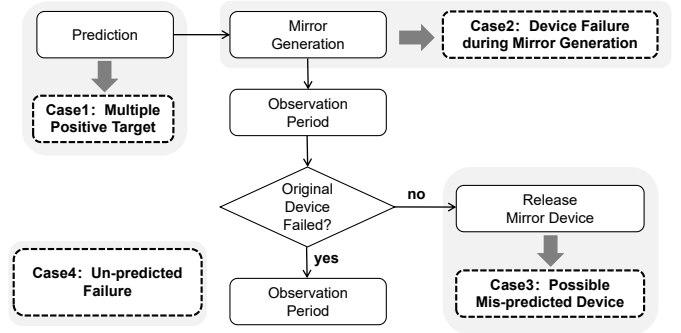 Prediction
Mirror
Generation
Case2: Device Failure
during Mirror Generation
Case1: Multiple
Positive Target
Observation
Period
Original
Device
Failed?
no
Release
Mirror Device
yes
Case4: Un-predicted
Failure
Observation
Period
Case3: Possible
Mis-predicted Device